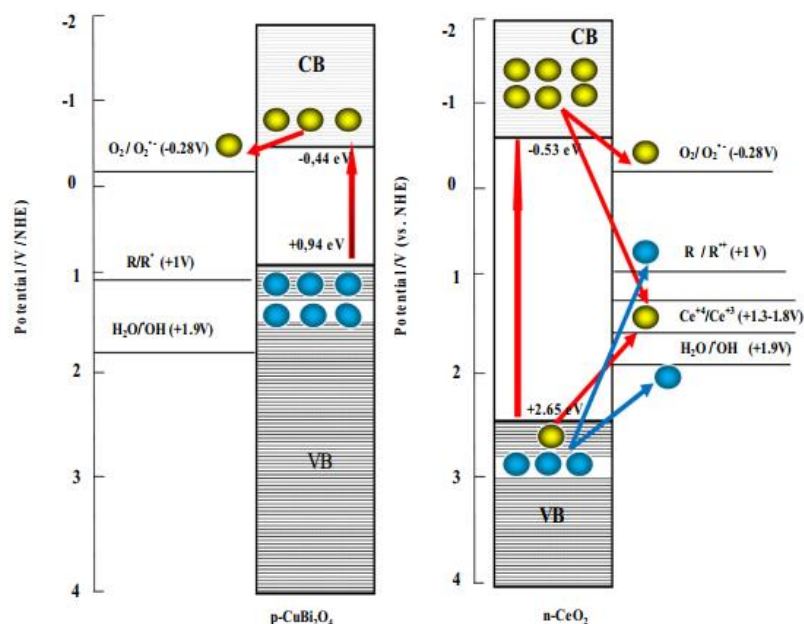 Potential/V (/NHE)
-2
-1
0
1
2
3
4
CB
O₂/ O₂•- (-0.28V)
-0,44 eV
+0,94 eV
R/R• (+1V)
H₂O/•OH (+1.9V)
VB
p-CuBi₂O₄
Potential/V (vs. NHE)
-2
-1
0
1
2
3
4
CB
-0.53 eV
O₂/ O₂•- (-0.28V)
R / R•+ (+1 V)
Ce⁺⁴/Ce⁺³ (+1.3-1.8V)
H₂O /•OH (+1.9V)
+2.65 eV
VB
n-CeO₂